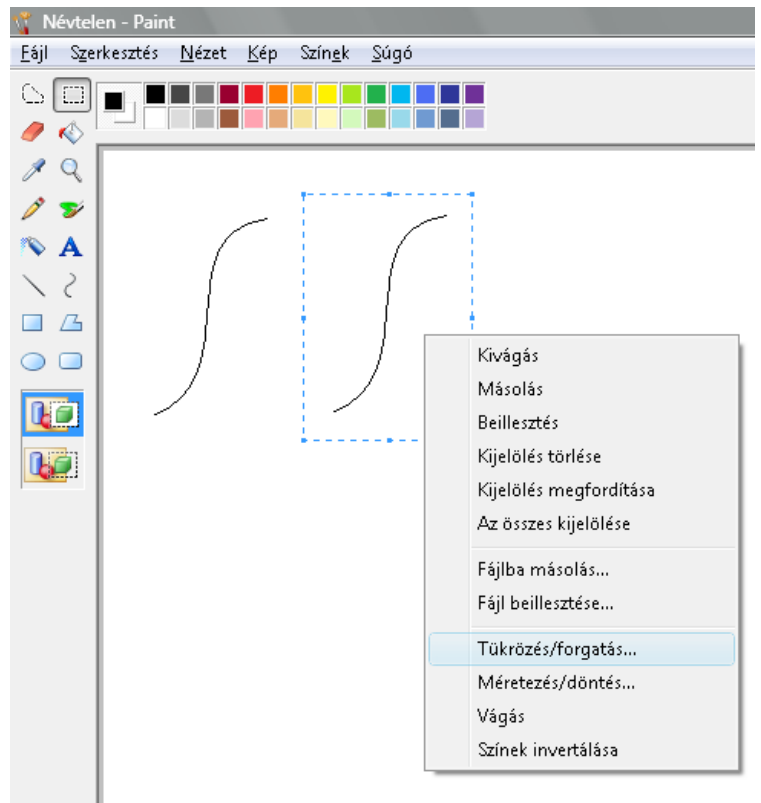 Névtelen - Paint
Fájl Szerkesztés Nézet Kép Színek Súgó
A
Kivágás
Másolás
Beillesztés
Kijelölés törlése
Kijelölés megfordítása
Az összes kijelölése
Fájlba másolás...
Fájl beillesztése...
Tükrözés/forgatás...
Méretezés/döntés...
Vágás
Színek invertálása